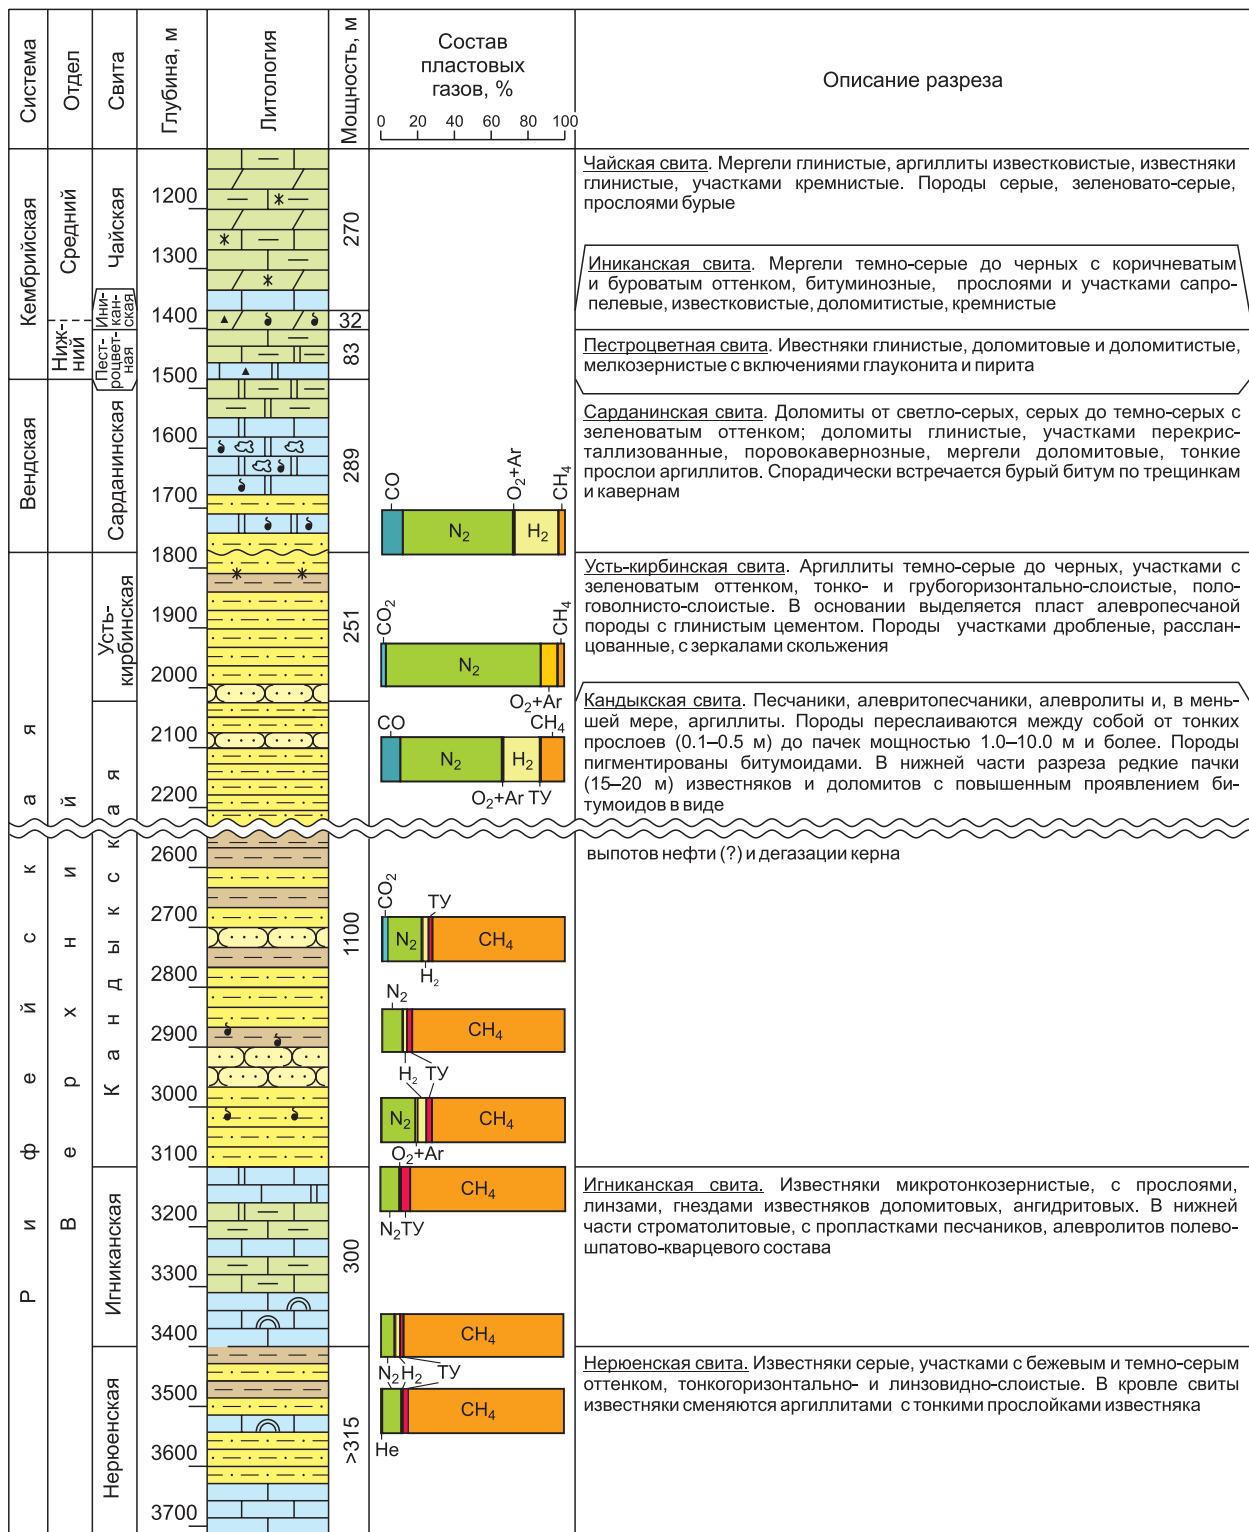 Система
Отдел
Свита
Глубина, м
Литология
Мощность, м
Состав
пластовых
газов, %
0 20 40 60 80 100
Описание разреза
Кембрийская
Средний
Ниж-
ний
Вендская
Рифейская
Верхний
Чайская
Ини-
кан-
ская
Пест-
роцвет-
ная
Сарданинская
Усть-
кирбинская
Кандыкская
Игниканская
Нерюенская
1200
1300
1400
1500
1600
1700
1800
1900
2000
2100
2200
2600
2700
2800
2900
3000
3100
3200
3300
3400
3500
3600
3700
270
32
83
289
251
1100
300
>315
CO
O₂+Ar
CH₄
N₂
H₂
CO₂
CH₄
N₂
O₂+Ar
CO
CH₄
N₂
H₂
O₂+Ar ТУ
CO₂
ТУ
N₂
CH₄
H₂
N₂
CH₄
H₂ ТУ
N₂
CH₄
O₂+Ar
CH₄
N₂ТУ
CH₄
N₂H₂ ТУ
CH₄
He
Чайская свита. Мергели глинистые, аргиллиты известковистые, известняки
глинистые, участками кремнистые. Породы серые, зеленовато-серые,
прослоями бурые
Иниканская свита. Мергели темно-серые до черных с коричневатым
и буроватым оттенком, битуминозные, прослоями и участками сапро-
пелевые, известковистые, доломитистые, кремнистые
Пестроцветная свита. Ивестняки глинистые, доломитовые и доломитистые,
мелкозернистые с включениями глауконита и пирита
Сарданинская свита. Доломиты от светло-серых, серых до темно-серых с
зеленоватым оттенком; доломиты глинистые, участками перекрис-
таллизованные, поровокавернозные, мергели доломитовые, тонкие
прослои аргиллитов. Спорадически встречается бурый битум по трещинкам
и кавернам
Усть-кирбинская свита. Аргиллиты темно-серые до черных, участками с
зеленоватым оттенком, тонко- и грубогоризонтально-слоистые, поло-
говолнисто-слоистые. В основании выделяется пласт алевропесчаной
породы с глинистым цементом. Породы участками дробленые, рассlan-
цованные, с зеркалами скольжения
Кандыкская свита. Песчаники, алевритопесчаники, алевролиты и, в мень-
шей мере, аргиллиты. Породы переслаиваются между собой от тонких
прослоев (0.1–0.5 м) до пачек мощностью 1.0–10.0 м и более. Породы
пигментированы битумоидами. В нижней части разреза редкие пачки
(15–20 м) известняков и доломитов с повышенным проявлением би-
тумоидов в виде
выпотов нефти (?) и дегазации керна
Игниканская свита. Известняки микротонкозернистые, с прослоями,
линзами, гнездами известняков доломитовых, ангидритовых. В нижней
части строматолитовые, с пропластками песчаников, алевролитов полево-
шпатово-кварцевого состава
Нерюенская свита. Известняки серые, участками с бежевым и темно-серым
оттенком, тонкогоризонтально- и линзовидно-слоистые. В кровле свиты
известняки сменяются аргиллитами с тонкими прослойками известняка